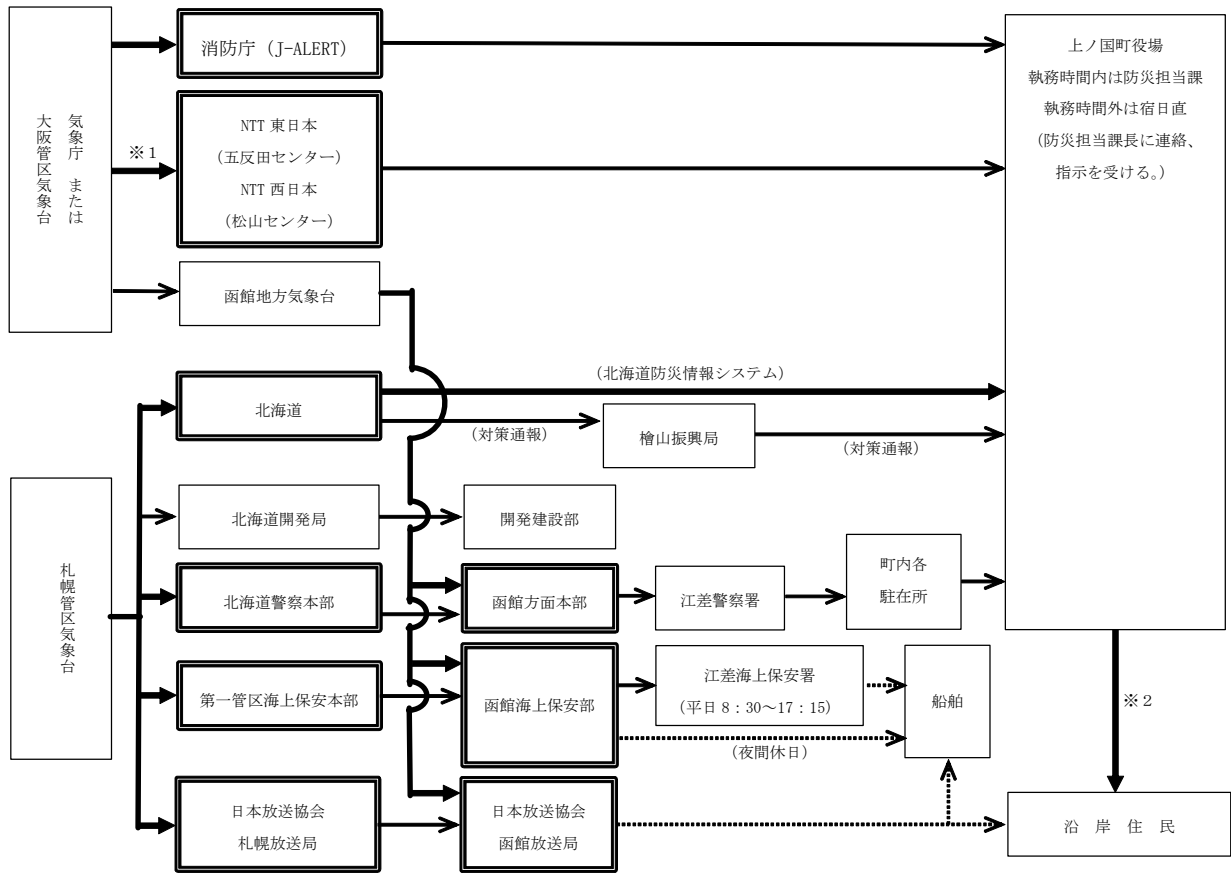 気象庁 または
大阪管区気象台
※1
消防庁（J-ALERT）
NTT 東日本
（五反田センター）
NTT 西日本
（松山センター）
函館地方気象台
上ノ国町役場
執務時間内は防災担当課
執務時間外は宿日直
（防災担当課長に連絡、
指示を受ける。）
札幌管区気象台
北海道
（北海道防災情報システム）
（対策通報）
檜山振興局
（対策通報）
北海道開発局
開発建設部
北海道警察本部
函館方面本部
江差警察署
町内各
駐在所
第一管区海上保安本部
函館海上保安部
江差海上保安署
（平日 8：30～17：15）
（夜間休日）
船舶
※2
日本放送協会
札幌放送局
日本放送協会
函館放送局
沿 岸 住 民